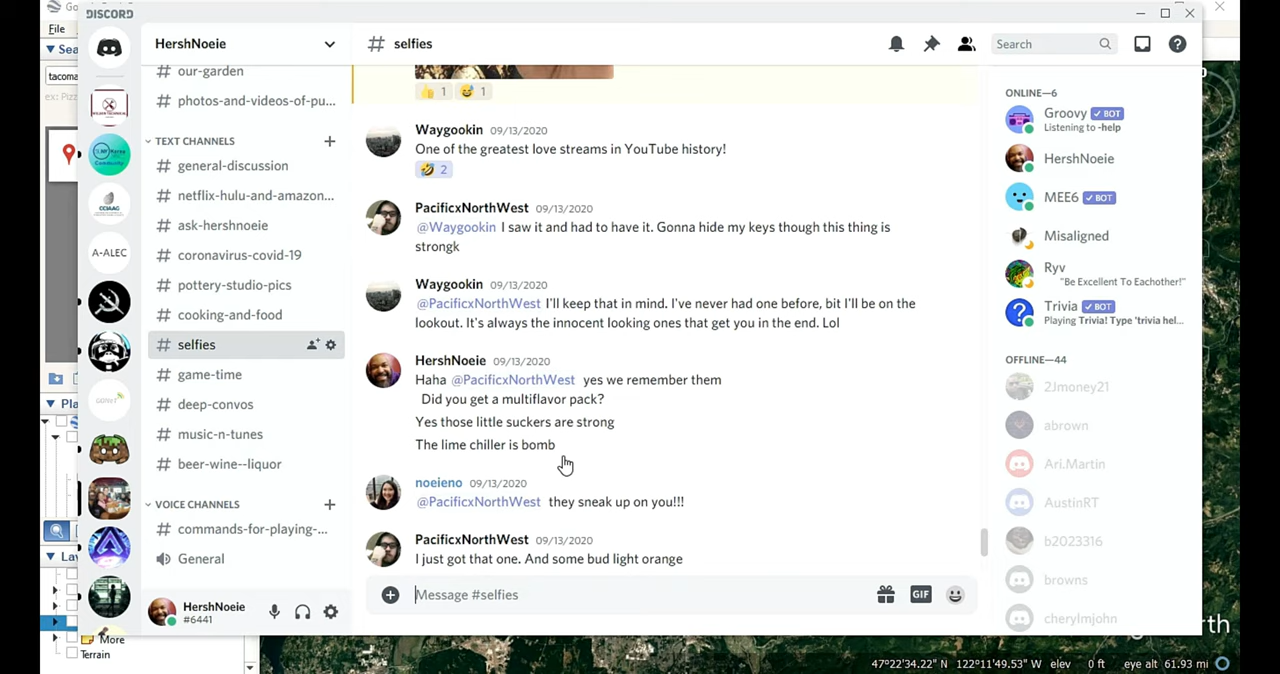 DISCORD
File
tacoma
A-ALEC
More
Terrain
HershNoeie
# our-garden
# photos-and-videos-of-pu...
TEXT CHANNELS
# general-discussion
# netflix-hulu-and-amazon...
# ask-hershnoeie
# coronavirus-covid-19
# pottery-studio-pics
# cooking-and-food
# selfies
# game-time
# deep-convos
# music-n-tunes
# beer-wine--liquor
VOICE CHANNELS
# commands-for-playing-...
General
HershNoeie
#6441
# selfies
Search
👍 1 😅 1
Waygookin 09/13/2020
One of the greatest love streams in YouTube history!
🤣 2
PacificxNorthWest 09/13/2020
@Waygookin I saw it and had to have it. Gonna hide my keys though this thing is
strongk
Waygookin 09/13/2020
@PacificxNorthWest I'll keep that in mind. I've never had one before, bit I'll be on the
lookout. It's always the innocent looking ones that get you in the end. Lol
HershNoeie 09/13/2020
Haha @PacificxNorthWest yes we remember them
Did you get a multiflavor pack?
Yes those little suckers are strong
The lime chiller is bomb
noeieno 09/13/2020
@PacificxNorthWest they sneak up on you!!!
PacificxNorthWest 09/13/2020
I just got that one. And some bud light orange
Message #selfies
GIF
ONLINE—6
Groovy ✓ BOT
Listening to -help
HershNoeie
MEE6 ✓ BOT
Misaligned
Ryv
"Be Excellent To Eachother!"
Trivia ✓ BOT
Playing Trivia! Type 'trivia hel...
OFFLINE—44
2Jmoney21
abrown
Ari.Martin
AustinRT
b2023316
browns
cherylmjohn
47°22'34.22" N 122°11'49.53" W elev 0 ft eye alt 61.93 mi